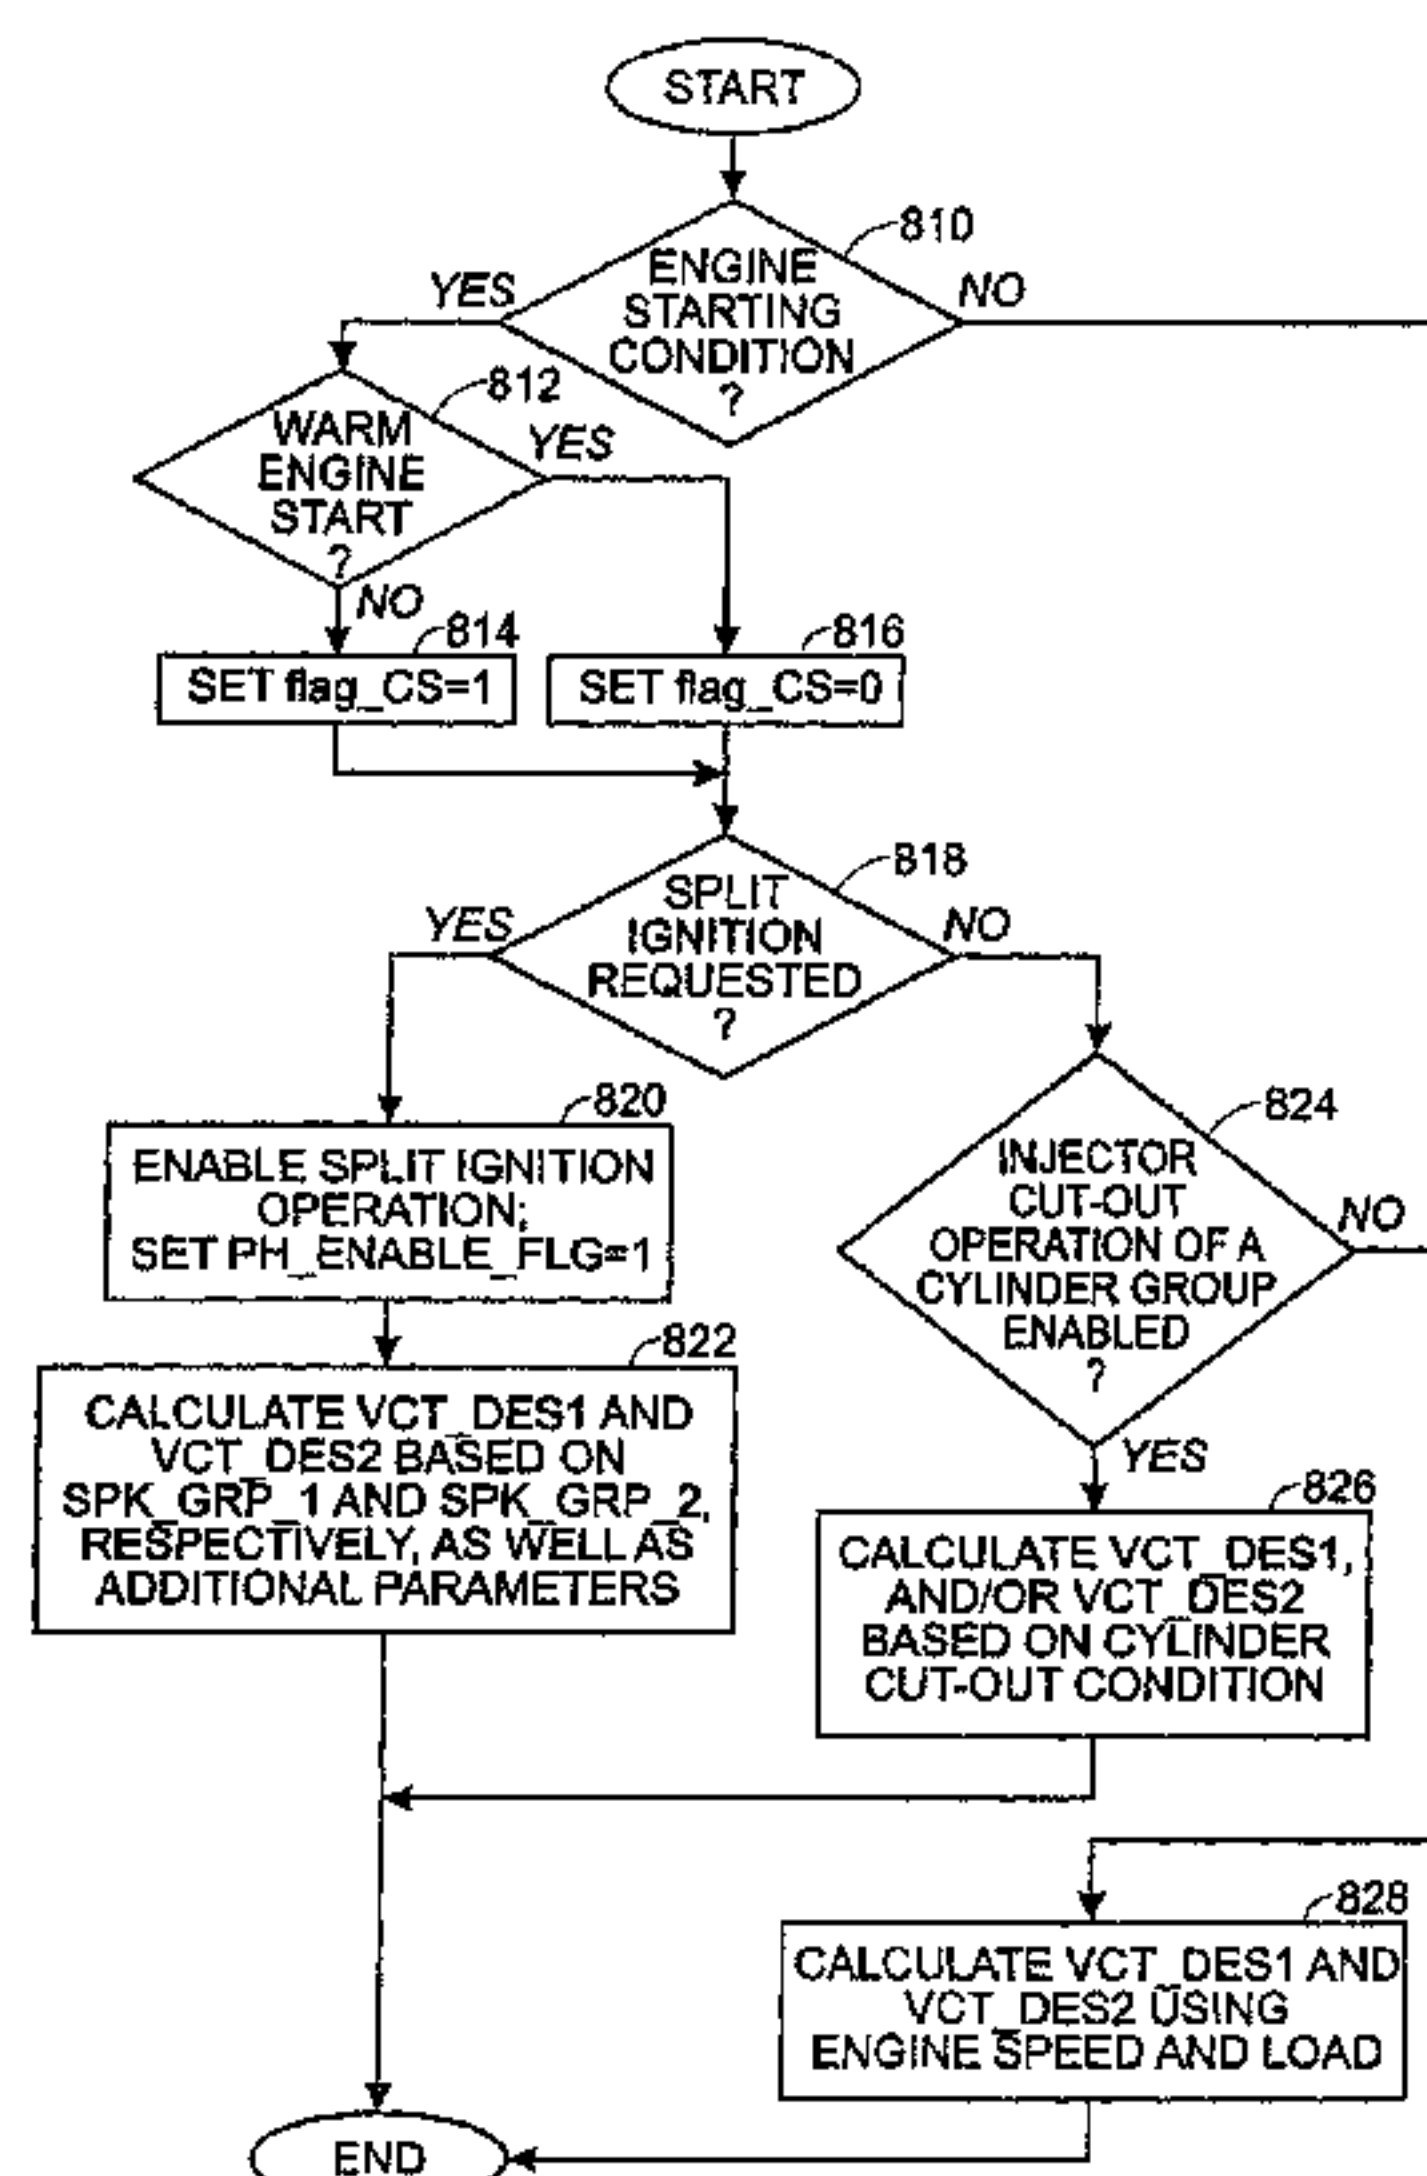 START
810
ENGINE
STARTING
CONDITION
?
YES
NO
812
WARM
ENGINE
START
?
YES
NO
814
SET flag_CS=1
816
SET flag_CS=0
818
SPLIT
IGNITION
REQUESTED
?
YES
NO
820
ENABLE SPLIT IGNITION
OPERATION;
SET PH_ENABLE_FLG=1
824
INJECTOR
CUT-OUT
OPERATION OF A
CYLINDER GROUP
ENABLED
?
NO
YES
822
CALCULATE VCT_DES1 AND
VCT_DES2 BASED ON
SPK_GRP_1 AND SPK_GRP_2,
RESPECTIVELY, AS WELL AS
ADDITIONAL PARAMETERS
826
CALCULATE VCT_DES1,
AND/OR VCT_DES2
BASED ON CYLINDER
CUT-OUT CONDITION
828
CALCULATE VCT_DES1 AND
VCT_DES2 USING
ENGINE SPEED AND LOAD
END